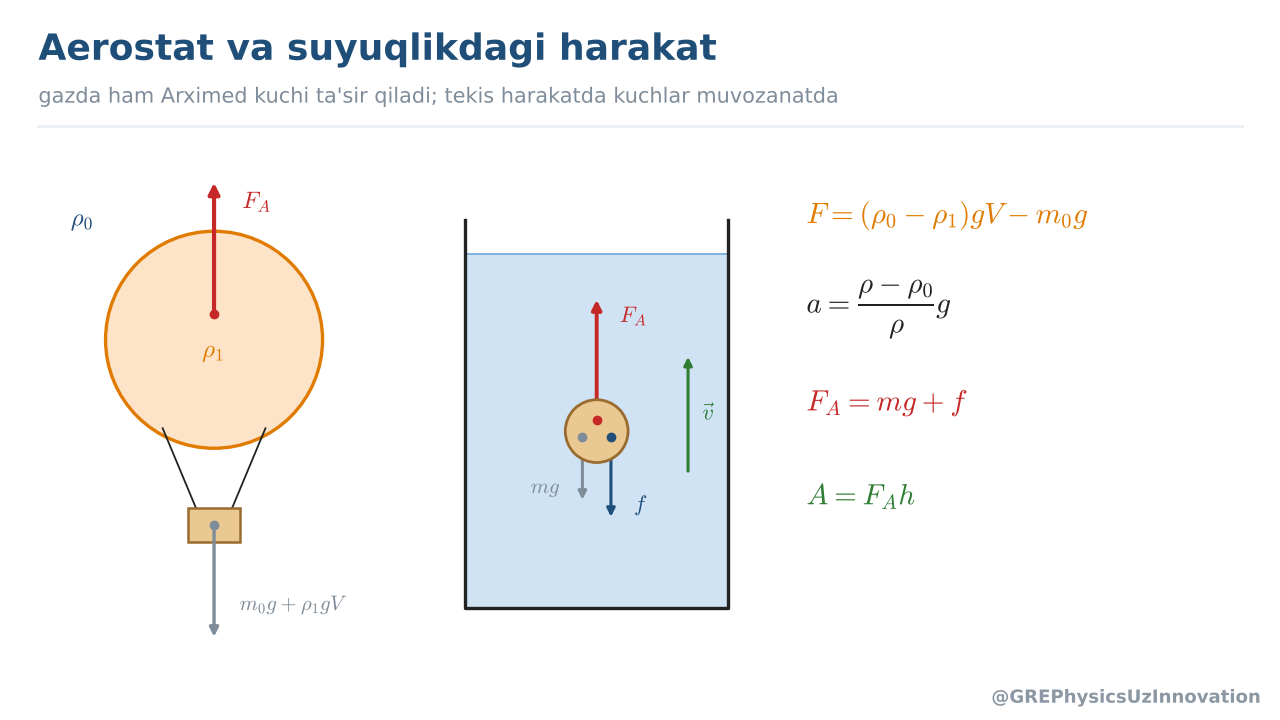 Aerostat va suyuqlikdagi harakat
gazda ham Arximed kuchi ta'sir qiladi; tekis harakatda kuchlar muvozanatda
ρ₀
F_A
ρ₁
m₀g + ρ₁gV
F_A
v⃗
mg
f
F = (ρ₀ − ρ₁)gV − m₀g
a = \frac{ρ − ρ₀}{ρ} g
F_A = mg + f
A = F_A h
@GREPhysicsUzInnovation